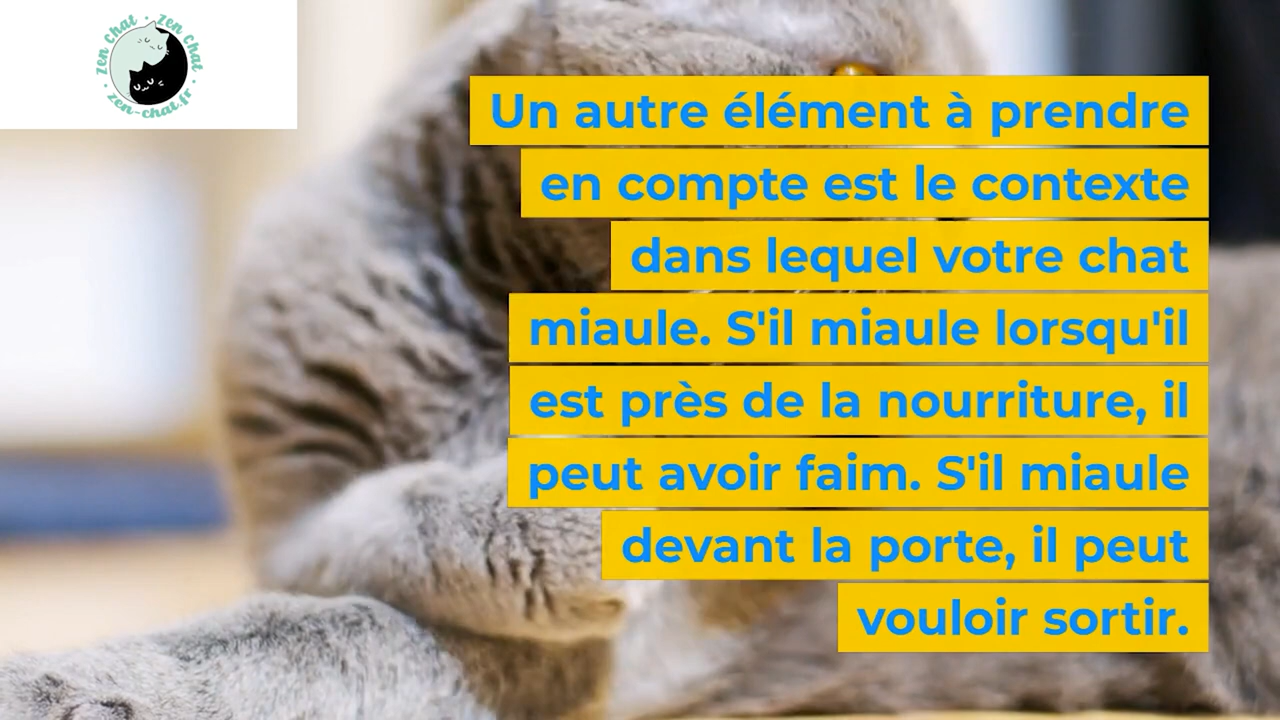 zen chat · zen chat
· zen-chat.fr ·
Un autre élément à prendre
en compte est le contexte
dans lequel votre chat
miaule. S'il miaule lorsqu'il
est près de la nourriture, il
peut avoir faim. S'il miaule
devant la porte, il peut
vouloir sortir.